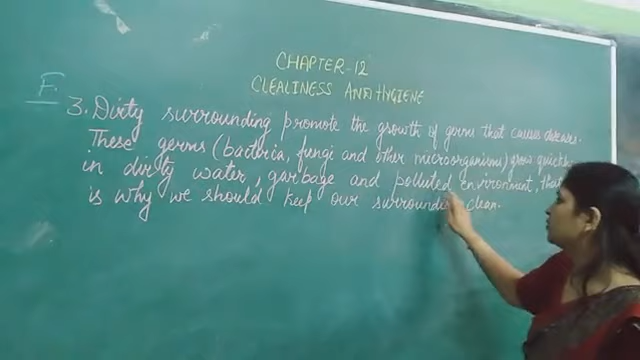 CHAPTER-12
CLEALINESS AND HYGIENE
F.
3. Dirty surrounding promote the growth of germs that causes diseases.
These germs (bacteria, fungi and other microorganisms) grow quickly
in dirty water, garbage and polluted environment, that
is why we should keep our surrounding clean.